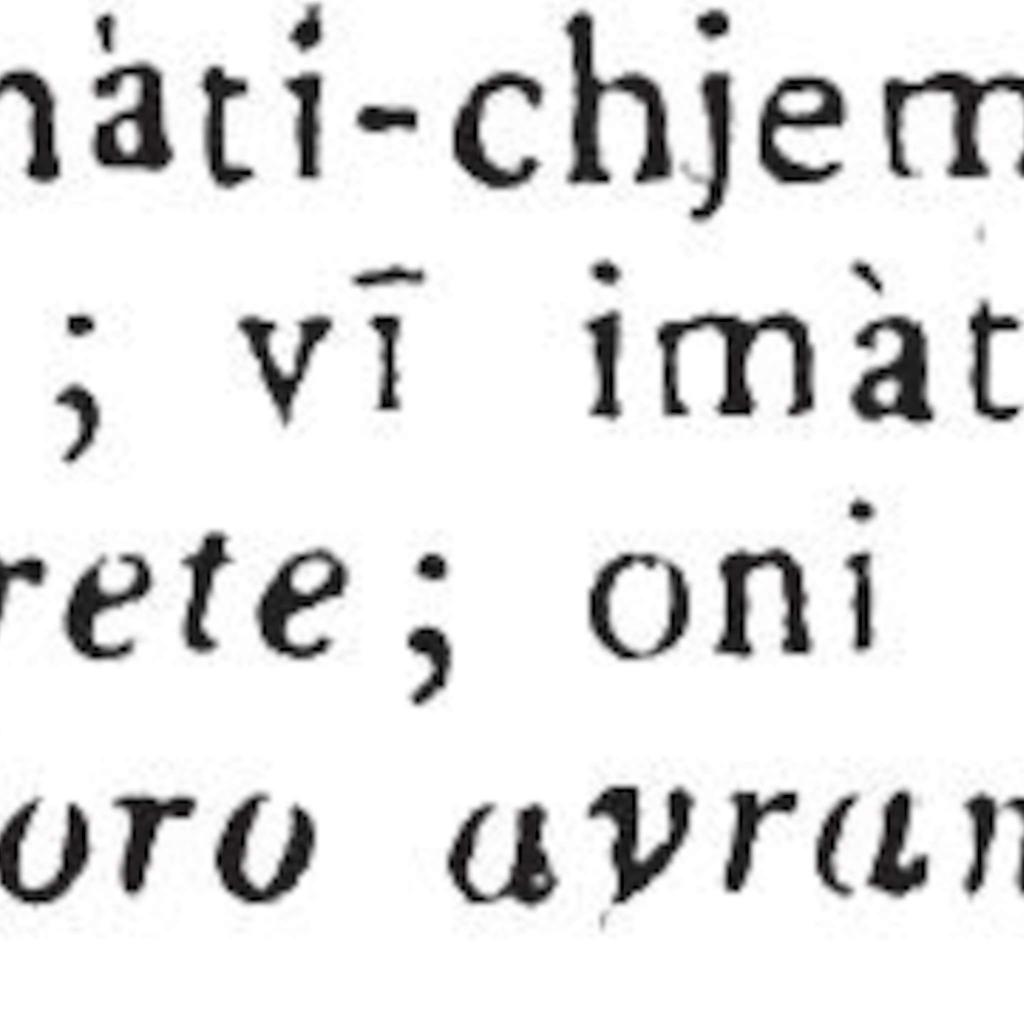 màti-chjem
; vī imàt
rete; oni
oro avran